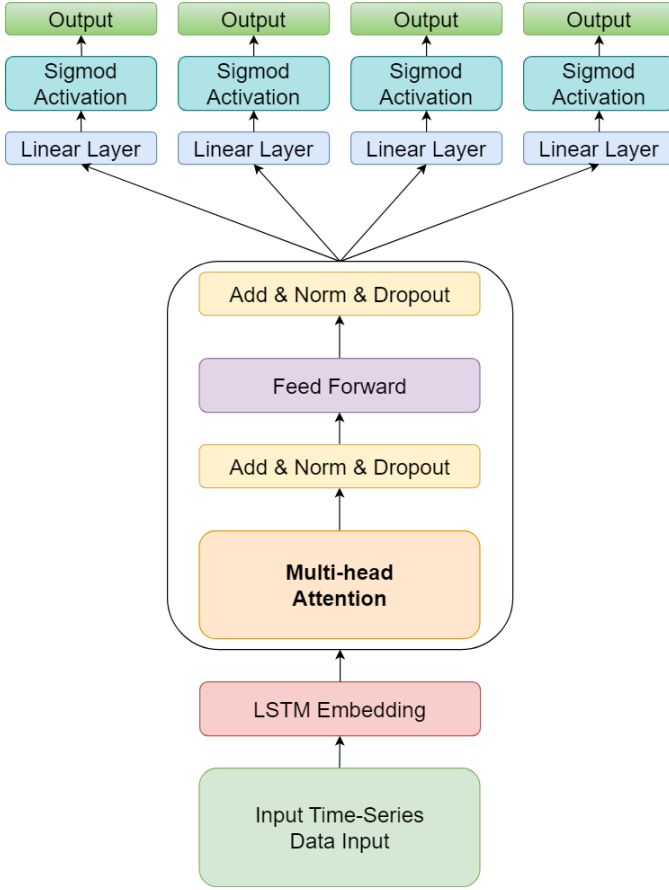 Output
Output
Output
Output
Sigmod
Activation
Sigmod
Activation
Sigmod
Activation
Sigmod
Activation
Linear Layer
Linear Layer
Linear Layer
Linear Layer
Add & Norm & Dropout
Feed Forward
Add & Norm & Dropout
Multi-head
Attention
LSTM Embedding
Input Time-Series
Data Input